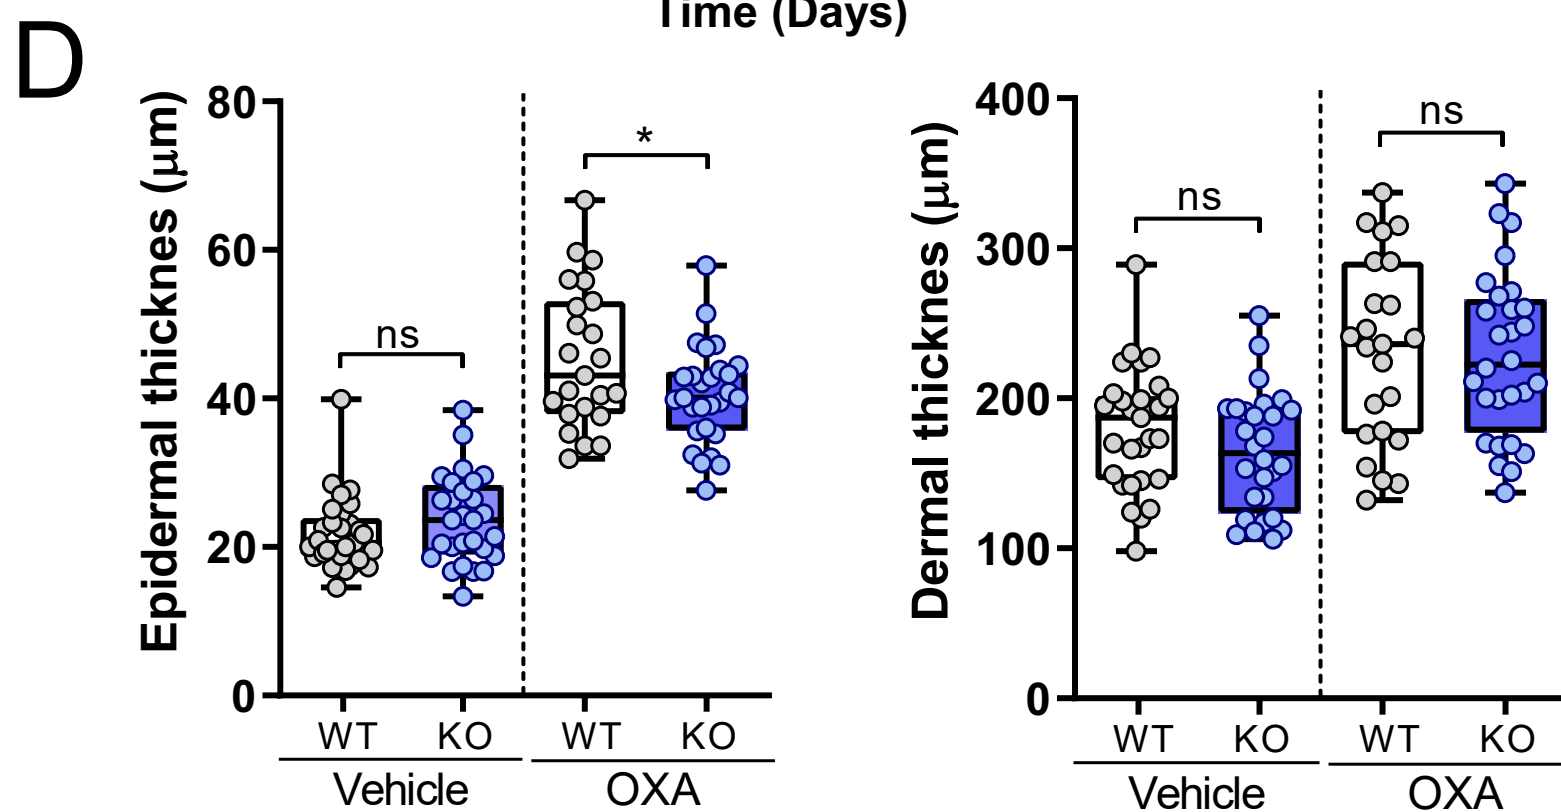 Time (Days)
D
Epidermal thicknes (μm)
80
60
40
20
0
ns
*
WT KO WT KO
Vehicle OXA
Dermal thicknes (μm)
400
300
200
100
0
ns
ns
WT KO WT KO
Vehicle OXA